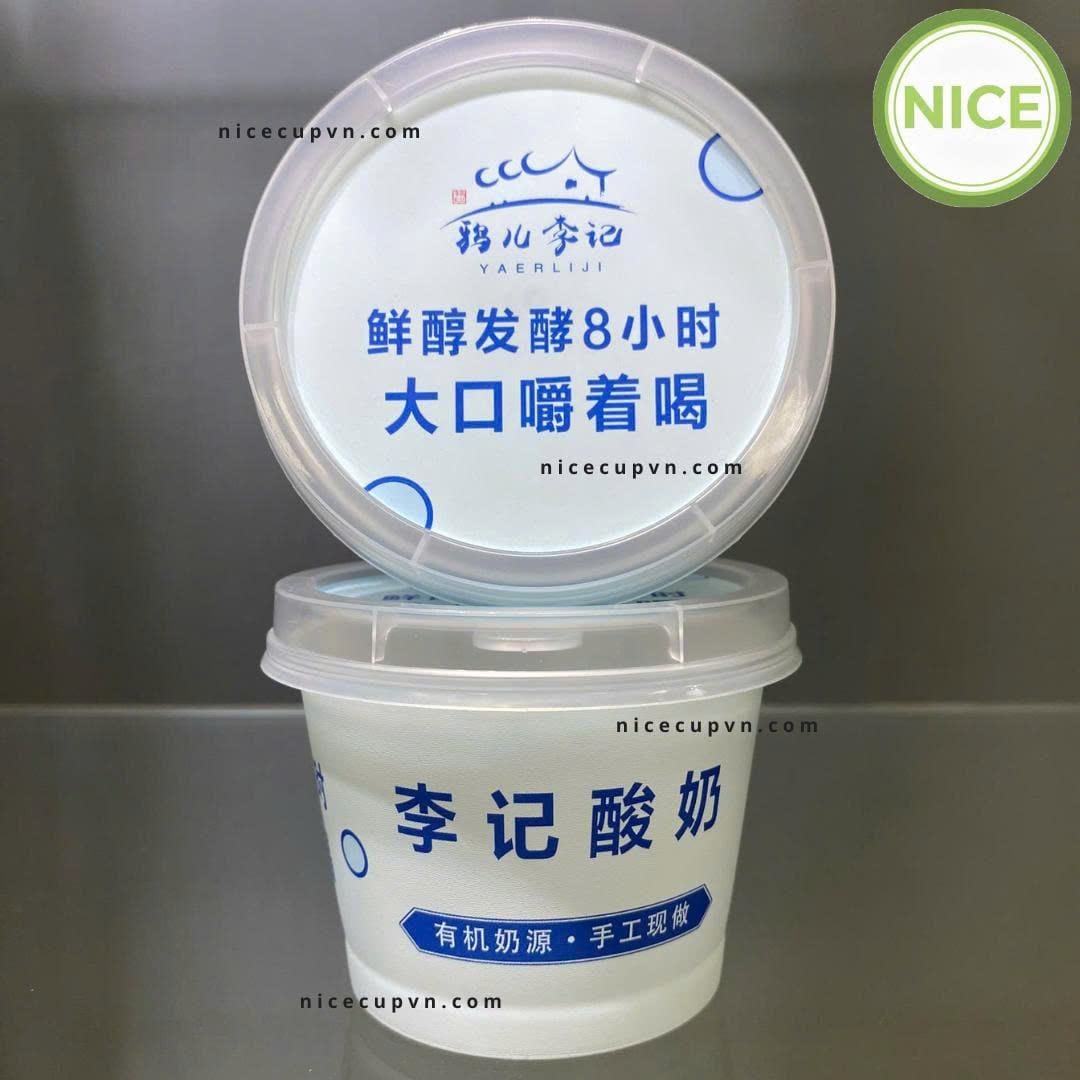 NICE
nicecupvn.com
鸦儿李记
YAERLIJI
鲜醇发酵8小时
大口嚼着喝
nicecupvn.com
nicecupvn.com
李记酸奶
有机奶源·手工现做
nicecupvn.com